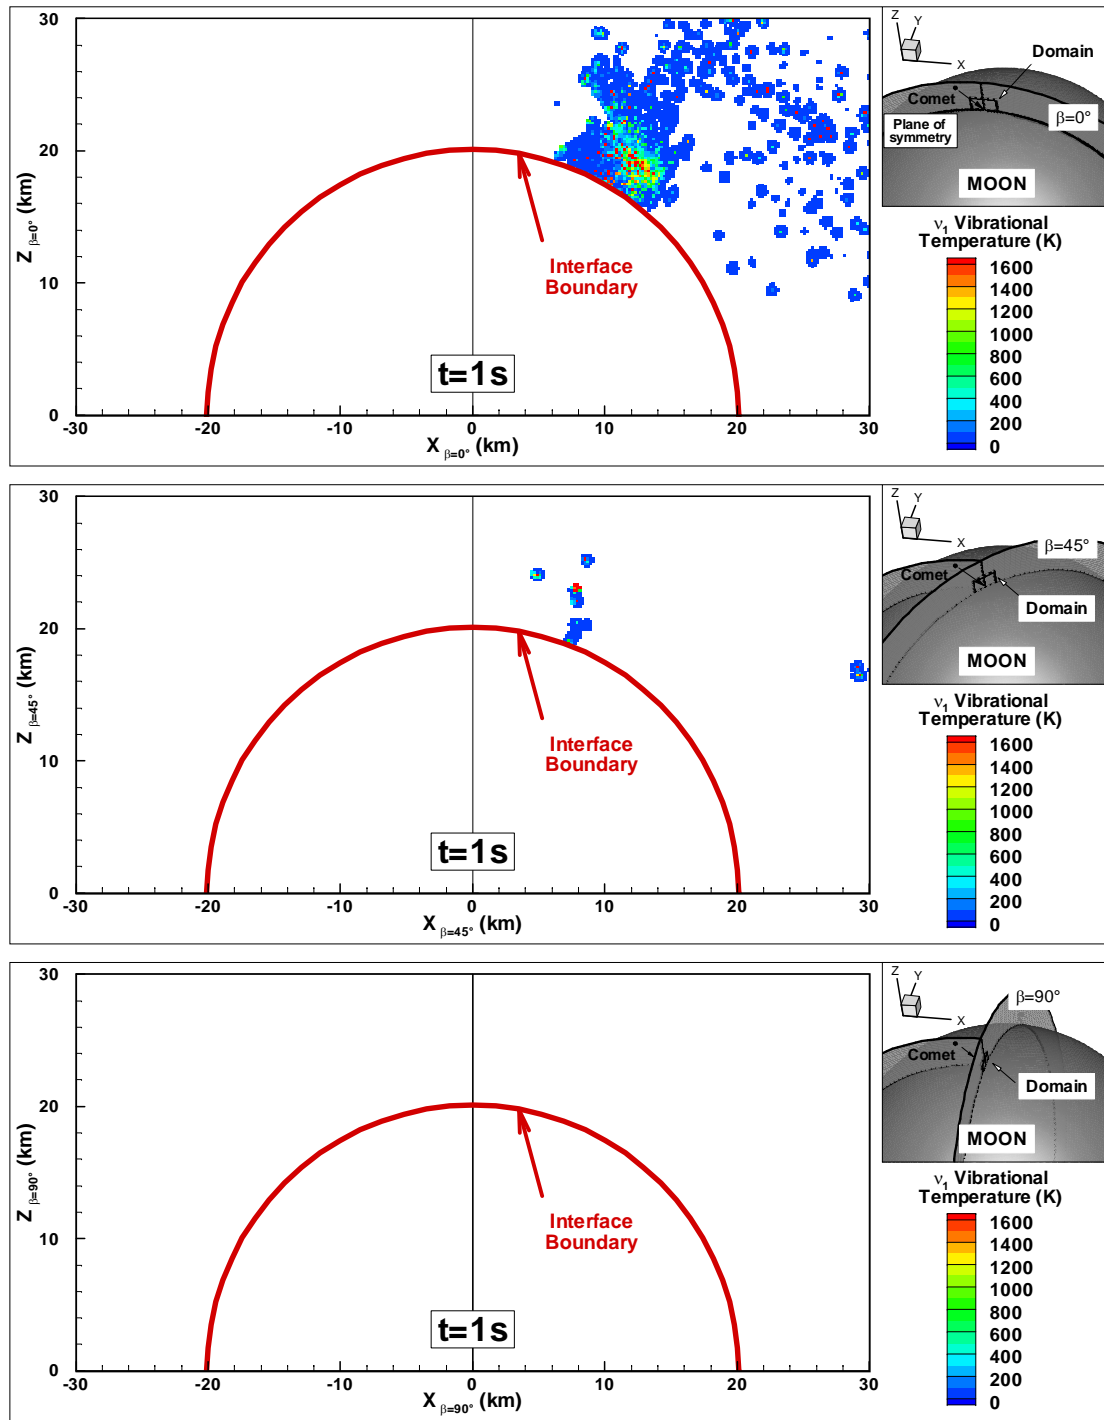 30
20
10
0
Z β=0° (km)
-30 -20 -10 0 10 20 30
X β=0° (km)
Interface
Boundary
t=1s
Z
Y
X
Domain
Comet
β=0°
Plane of
symmetry
MOON
ν1 Vibrational
Temperature (K)
1600
1400
1200
1000
800
600
400
200
0
30
20
10
0
Z β=45° (km)
-30 -20 -10 0 10 20 30
X β=45° (km)
Interface
Boundary
t=1s
Z
Y
X
β=45°
Comet
Domain
MOON
ν1 Vibrational
Temperature (K)
1600
1400
1200
1000
800
600
400
200
0
30
20
10
0
Z β=90° (km)
-30 -20 -10 0 10 20 30
X β=90° (km)
Interface
Boundary
t=1s
Z
Y
X
β=90°
Comet
Domain
MOON
ν1 Vibrational
Temperature (K)
1600
1400
1200
1000
800
600
400
200
0